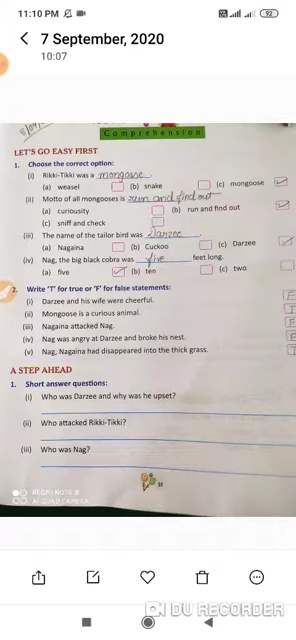 11:10 PM
92
7 September, 2020
10:07
Comprehension
LET'S GO EASY FIRST
1. Choose the correct option:
(i) Rikki-Tikki was a mongosse.
(a) weasel (b) snake (c) mongoose
(ii) Motto of all mongooses is run and find out
(a) curiousity (b) run and find out
(c) sniff and check
(iii) The name of the tailor bird was Darzee.
(a) Nagaina (b) Cuckoo (c) Darzee
(iv) Nag, the big black cobra was five feet long.
(a) five (b) ten (c) two
2. Write 'T' for true or 'F' for false statements:
(i) Darzee and his wife were cheerful. F
(ii) Mongoose is a curious animal. T
(iii) Nagaina attacked Nag. F
(iv) Nag was angry at Darzee and broke his nest. F
(v) Nag, Nagaina had disappeared into the thick grass. T
A STEP AHEAD
1. Short answer questions:
(i) Who was Darzee and why was he upset?
(ii) Who attacked Rikki-Tikki?
(iii) Who was Nag?
REDMI NOTE 8
AI QUAD CAMERA
DU RECORDER